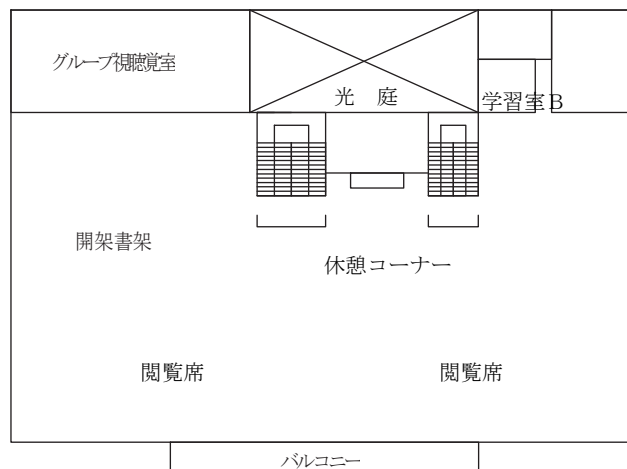 グループ視聴覚室
光 庭
学習室B
開架書架
休憩コーナー
閲覧席
閲覧席
バルコニー